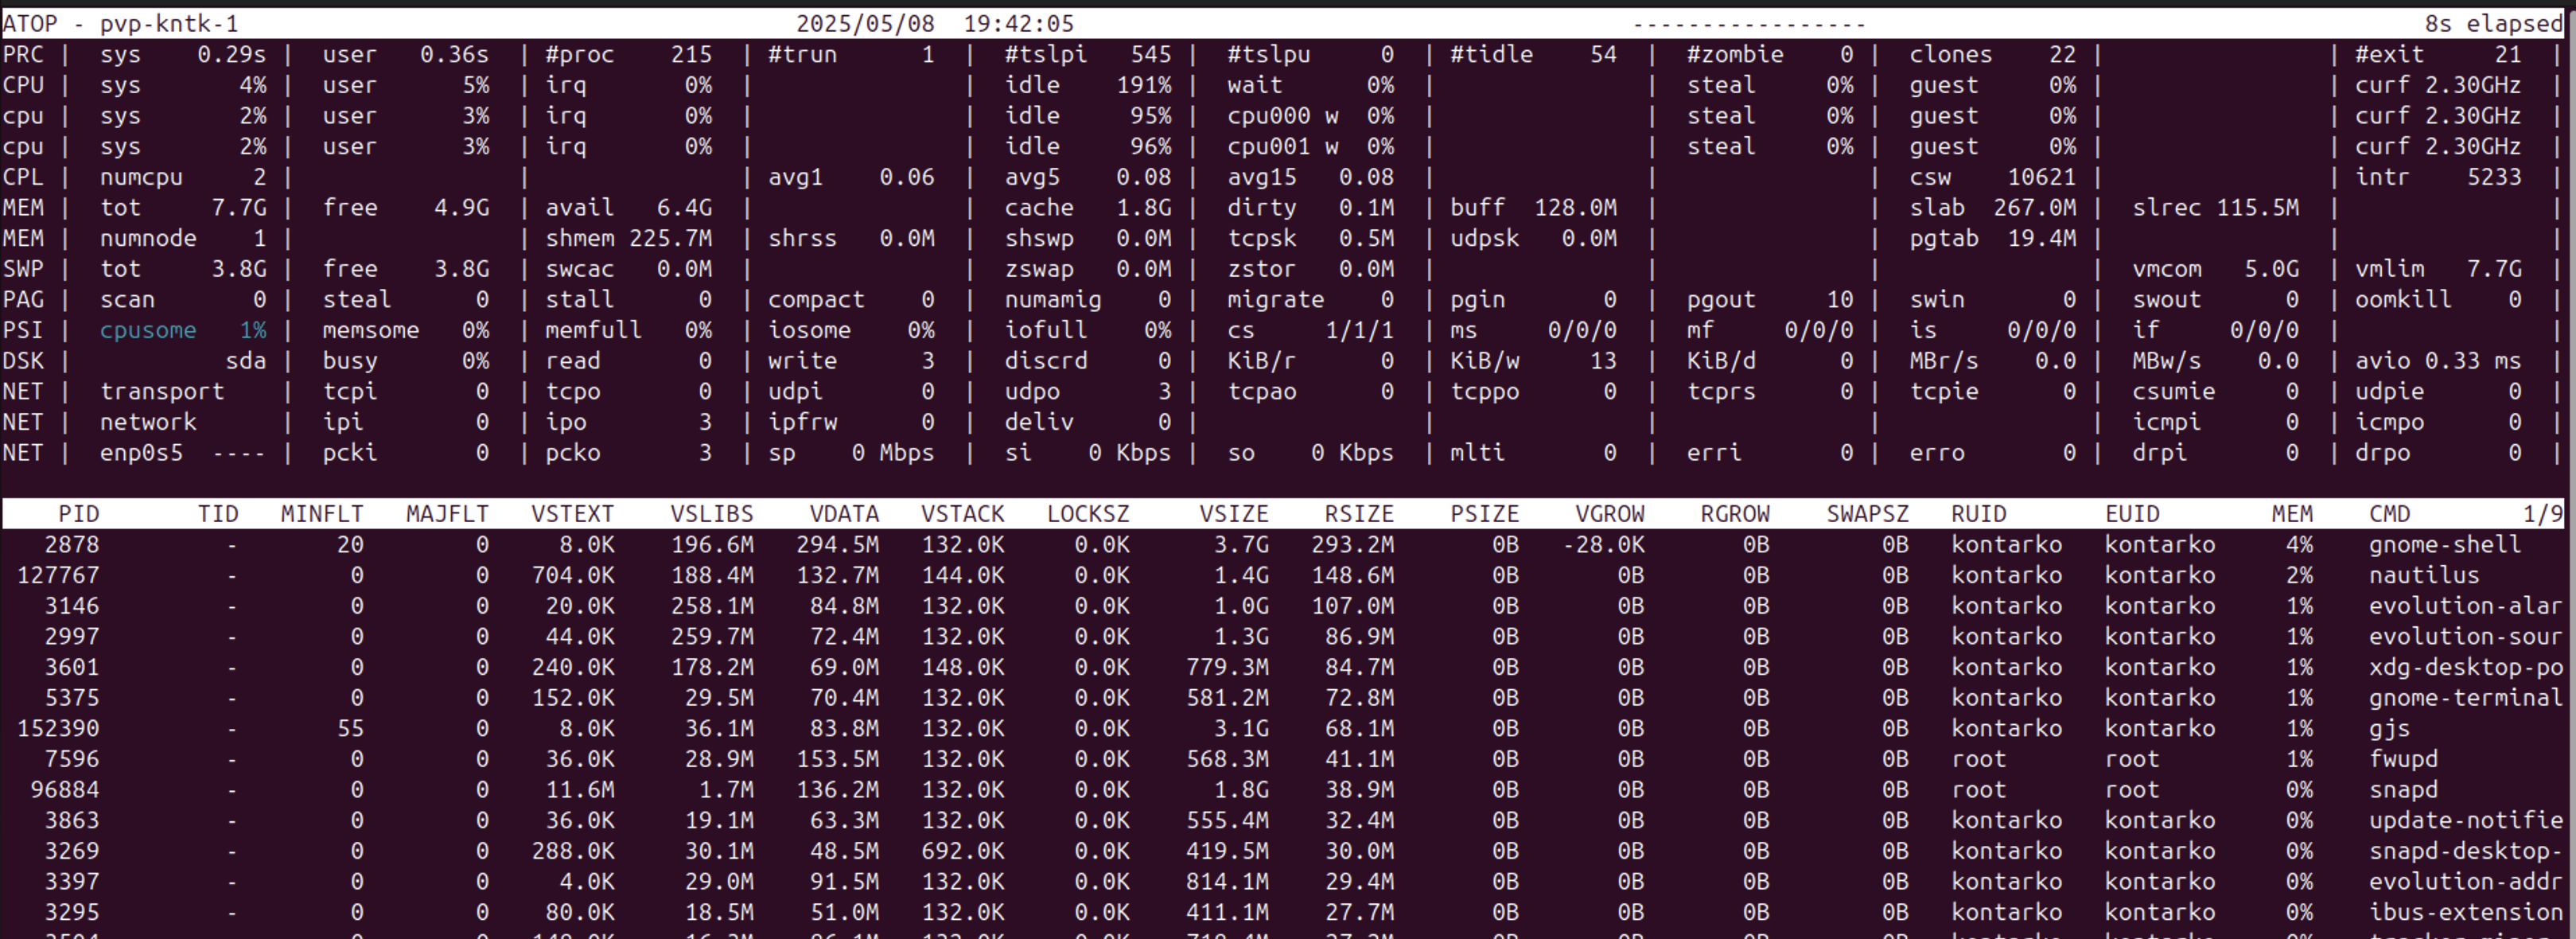 ATOP - pvp-kntk-1 2025/05/08 19:42:05 ---------------- 8s elapsed
PRC | sys 0.29s | user 0.36s | #proc 215 | #trun 1 | #tslpi 545 | #tslpu 0 | #tidle 54 | #zombie 0 | clones 22 | | #exit 21 |
CPU | sys 4% | user 5% | irq 0% | | idle 191% | wait 0% | | steal 0% | guest 0% | | curf 2.30GHz |
cpu | sys 2% | user 3% | irq 0% | | idle 95% | cpu000 w 0% | | steal 0% | guest 0% | | curf 2.30GHz |
cpu | sys 2% | user 3% | irq 0% | | idle 96% | cpu001 w 0% | | steal 0% | guest 0% | | curf 2.30GHz |
CPL | numcpu 2 | | | avg1 0.06 | avg5 0.08 | avg15 0.08 | | | csw 10621 | | intr 5233 |
MEM | tot 7.7G | free 4.9G | avail 6.4G | | cache 1.8G | dirty 0.1M | buff 128.0M | | slab 267.0M | slrec 115.5M | |
MEM | numnode 1 | | shmem 225.7M | shrss 0.0M | shswp 0.0M | tcpsk 0.5M | udpsk 0.0M | | pgtab 19.4M | | |
SWP | tot 3.8G | free 3.8G | swcac 0.0M | | zswap 0.0M | zstor 0.0M | | | | vmcom 5.0G | vmlim 7.7G |
PAG | scan 0 | steal 0 | stall 0 | compact 0 | numamig 0 | migrate 0 | pgin 0 | pgout 10 | swin 0 | swout 0 | oomkill 0 |
PSI | cpusome 1% | memsome 0% | memfull 0% | iosome 0% | iofull 0% | cs 1/1/1 | ms 0/0/0 | mf 0/0/0 | is 0/0/0 | if 0/0/0 | |
DSK | sda | busy 0% | read 0 | write 3 | discrd 0 | KiB/r 0 | KiB/w 13 | KiB/d 0 | MBr/s 0.0 | MBw/s 0.0 | avio 0.33 ms |
NET | transport | tcpi 0 | tcpo 0 | udpi 0 | udpo 3 | tcpao 0 | tcppo 0 | tcprs 0 | tcpie 0 | csumie 0 | udpie 0 |
NET | network | ipi 0 | ipo 3 | ipfrw 0 | deliv 0 | | | | | icmpi 0 | icmpo 0 |
NET | enp0s5 ---- | pcki 0 | pcko 3 | sp 0 Mbps | si 0 Kbps | so 0 Kbps | mlti 0 | erri 0 | erro 0 | drpi 0 | drpo 0 |
PID TID MINFLT MAJFLT VSTEXT VSLIBS VDATA VSTACK LOCKSZ VSIZE RSIZE PSIZE VGROW RGROW SWAPSZ RUID EUID MEM CMD 1/9
2878 - 20 0 8.0K 196.6M 294.5M 132.0K 0.0K 3.7G 293.2M 0B -28.0K 0B 0B kontarko kontarko 4% gnome-shell
127767 - 0 0 704.0K 188.4M 132.7M 144.0K 0.0K 1.4G 148.6M 0B 0B 0B 0B kontarko kontarko 2% nautilus
3146 - 0 0 20.0K 258.1M 84.8M 132.0K 0.0K 1.0G 107.0M 0B 0B 0B 0B kontarko kontarko 1% evolution-alar
2997 - 0 0 44.0K 259.7M 72.4M 132.0K 0.0K 1.3G 86.9M 0B 0B 0B 0B kontarko kontarko 1% evolution-sour
3601 - 0 0 240.0K 178.2M 69.0M 148.0K 0.0K 779.3M 84.7M 0B 0B 0B 0B kontarko kontarko 1% xdg-desktop-po
5375 - 0 0 152.0K 29.5M 70.4M 132.0K 0.0K 581.2M 72.8M 0B 0B 0B 0B kontarko kontarko 1% gnome-terminal
152390 - 55 0 8.0K 36.1M 83.8M 132.0K 0.0K 3.1G 68.1M 0B 0B 0B 0B kontarko kontarko 1% gjs
7596 - 0 0 36.0K 28.9M 153.5M 132.0K 0.0K 568.3M 41.1M 0B 0B 0B 0B root root 1% fwupd
96884 - 0 0 11.6M 1.7M 136.2M 132.0K 0.0K 1.8G 38.9M 0B 0B 0B 0B root root 0% snapd
3863 - 0 0 36.0K 19.1M 63.3M 132.0K 0.0K 555.4M 32.4M 0B 0B 0B 0B kontarko kontarko 0% update-notifie
3269 - 0 0 288.0K 30.1M 48.5M 692.0K 0.0K 419.5M 30.0M 0B 0B 0B 0B kontarko kontarko 0% snapd-desktop-
3397 - 0 0 4.0K 29.0M 91.5M 132.0K 0.0K 814.1M 29.4M 0B 0B 0B 0B kontarko kontarko 0% evolution-addr
3295 - 0 0 80.0K 18.5M 51.0M 132.0K 0.0K 411.1M 27.7M 0B 0B 0B 0B kontarko kontarko 0% ibus-extension